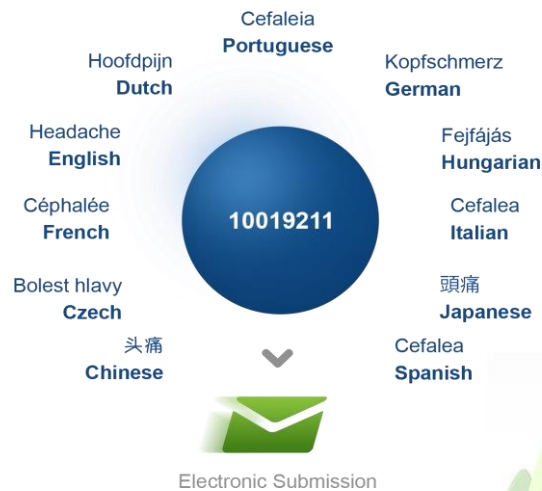 Cefaleia
Portuguese
Hoofdpijn
Dutch
Kopfschmerz
German
Headache
English
Fejfájás
Hungarian
10019211
Céphalée
French
Cefalea
Italian
Bolest hlavy
Czech
頭痛
Japanese
头痛
Chinese
Cefalea
Spanish
Electronic Submission